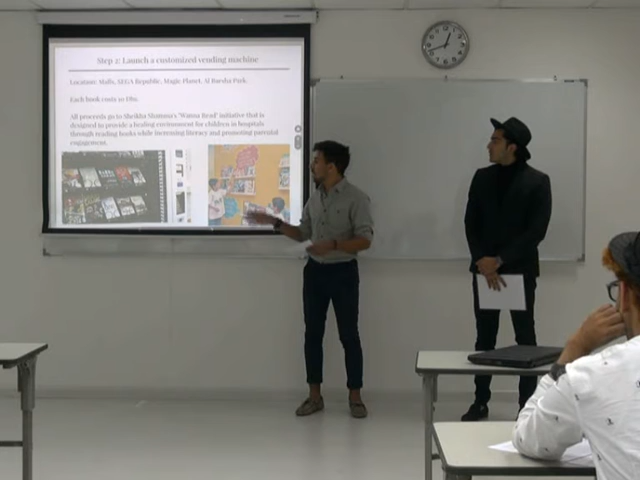 Step 2: Launch a customized vending machine
Location: Malls, SEGA Republic, Magic Planet, Al Barsha Park.
Each book costs 10 Dhs.
All proceeds go to Sheikha Shamma's "Wanna Read" initiative that is
designed to provide a healing environment for children in hospitals
through reading books while increasing literacy and promoting parental
engagement.